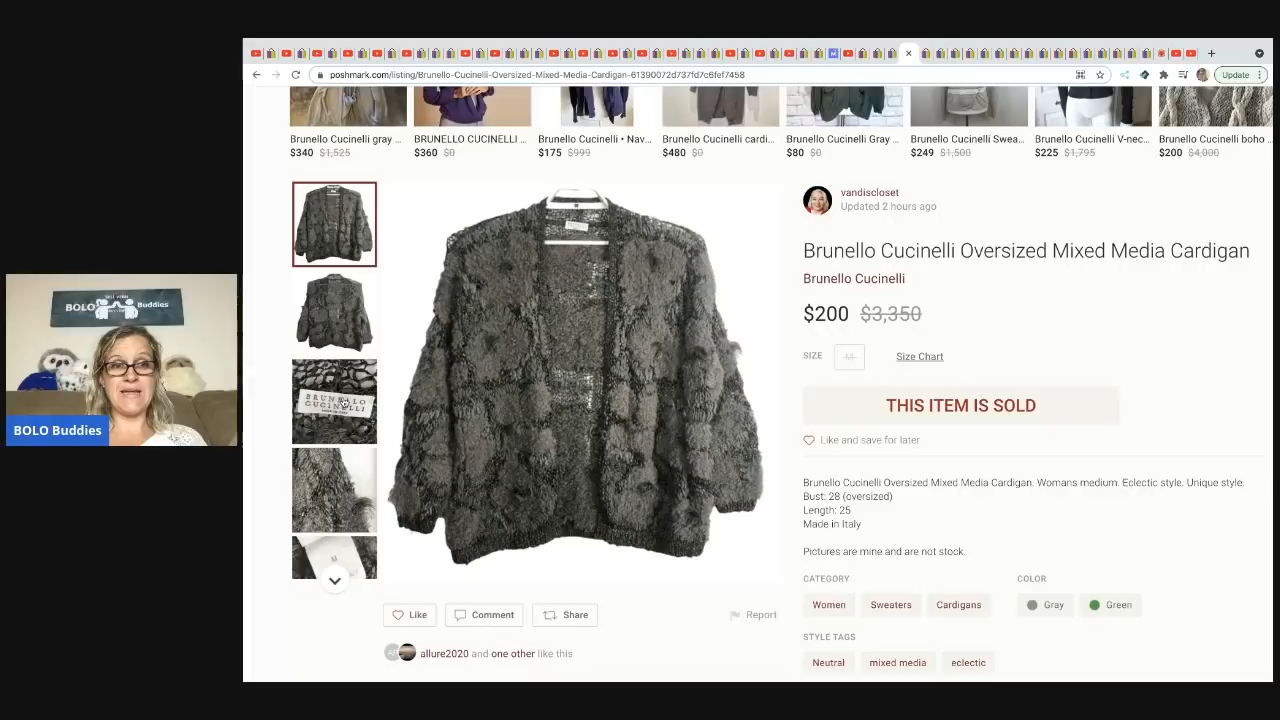 Update
poshmark.com/listing/Brunello-Cucinelli-Oversized-Mixed-Media-Cardigan-61390072d737fd7c6fef7458
Brunello Cucinelli gray ...
$340 $1,525
BRUNELLO CUCINELLI ...
$360 $0
Brunello Cucinelli • Nav...
$175 $999
Brunello Cucinelli cardi...
$480 $0
Brunello Cucinelli Gray ...
$80 $0
Brunello Cucinelli Swea...
$249 $1,500
Brunello Cucinelli V-nec...
$225 $1,795
Brunello Cucinelli boho ...
$200 $4,000
vandiscloset
Updated 2 hours ago
Brunello Cucinelli Oversized Mixed Media Cardigan
Brunello Cucinelli
$200 $3,350
SIZE M Size Chart
THIS ITEM IS SOLD
Like and save for later
Brunello Cucinelli Oversized Mixed Media Cardigan. Womans medium. Eclectic style. Unique style.
Bust: 28 (oversized)
Length: 25
Made in Italy
Pictures are mine and are not stock.
CATEGORY
Women Sweaters Cardigans
COLOR
Gray Green
STYLE TAGS
Neutral mixed media eclectic
BRUNELLO
CUCINELLI
M
Like Comment Share Report
allure2020 and one other like this
BOLO Buddies
BOLO Buddies